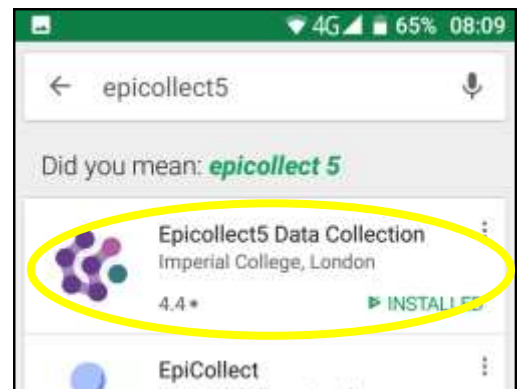 4G 65% 08:09
epicollect5
Did you mean: epicollect 5
Epicollect5 Data Collection
Imperial College, London
4.4 INSTALLED
EpiCollect